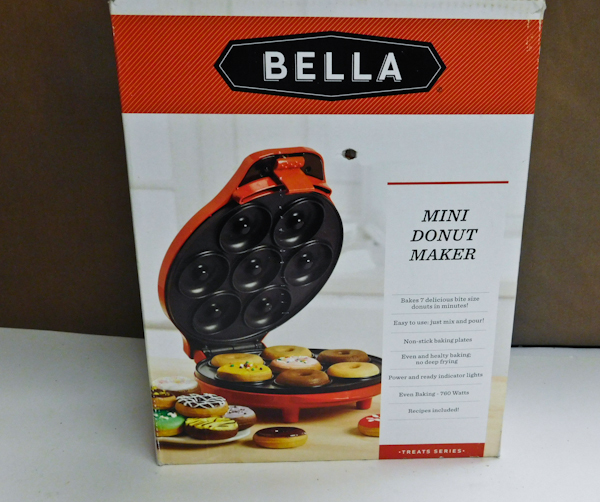 BELLA
MINI
DONUT
MAKER
Bakes 7 delicious bite size
donuts in minutes!
Easy to use: just mix and pour!
Non-stick baking plates
Even and healty baking:
no deep frying
Power and ready indicator lights
Even Baking - 760 Watts
Recipes included!
•TREATS SERIES•